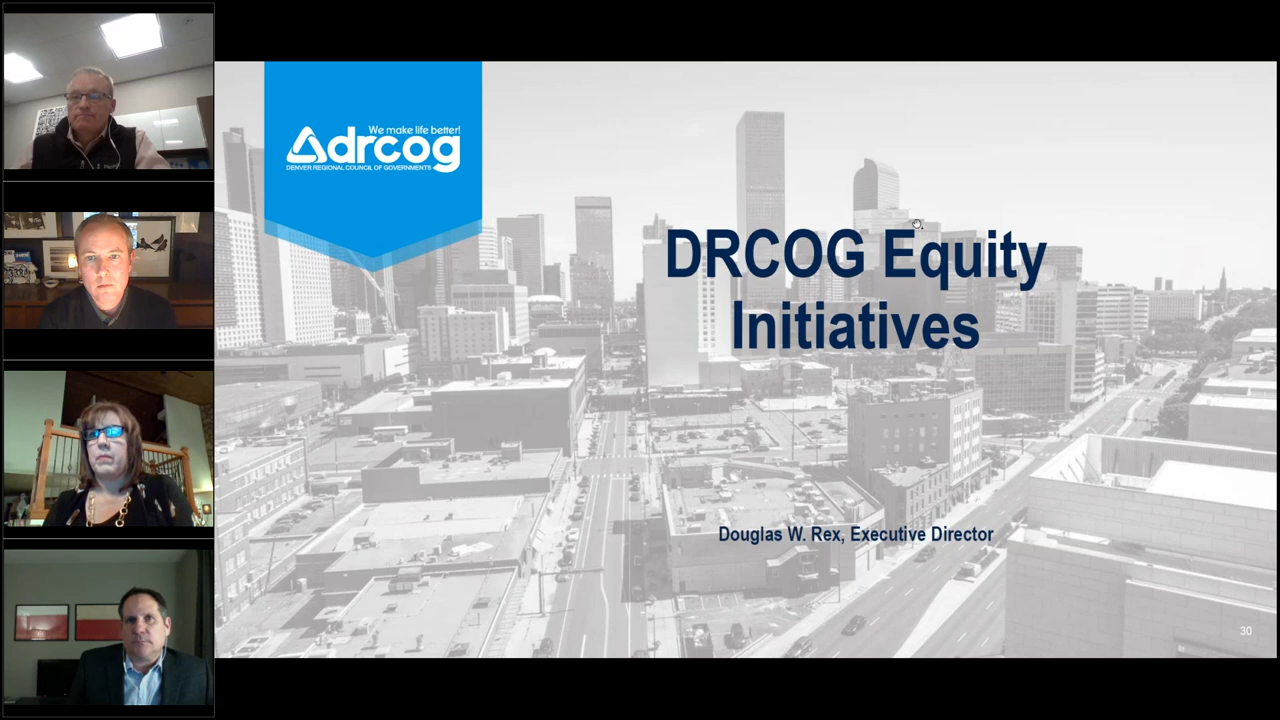 We make life better!
drcog
DENVER REGIONAL COUNCIL OF GOVERNMENTS
DRCOG Equity
Initiatives
Douglas W. Rex, Executive Director
30